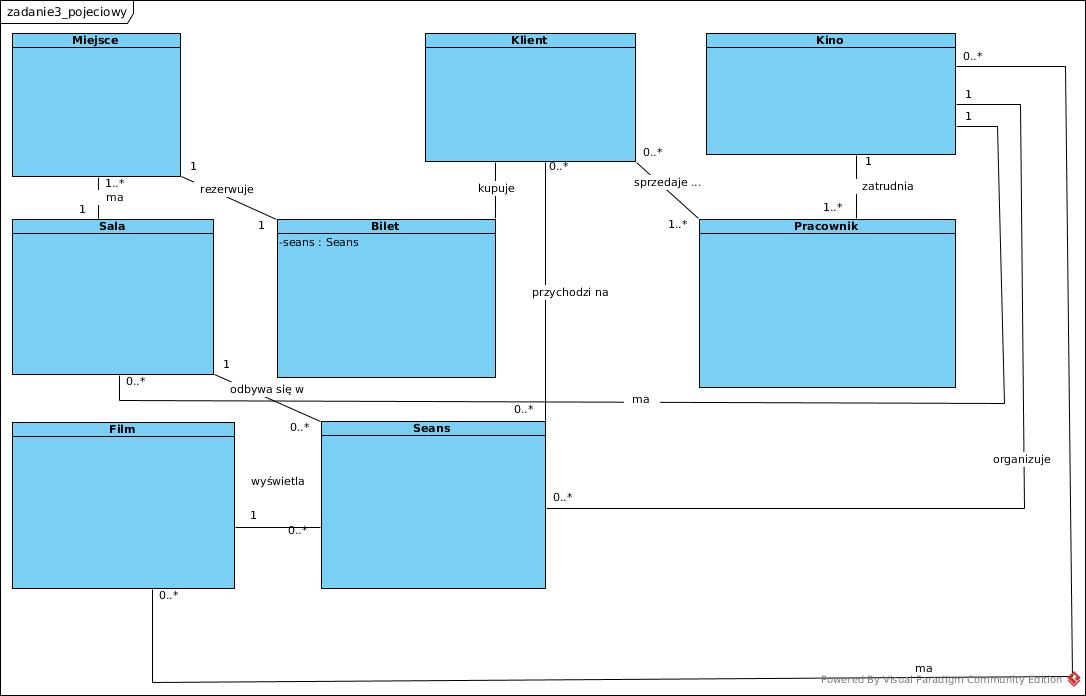 zadanie3_pojeciowy
Miejsce
Klient
Kino
0..*
1
1
1
0..*
0..*
1
1..*
ma
1
rezerwuje
kupuje
sprzedaje ...
zatrudnia
1..*
1
1..*
Sala
Bilet
-seans : Seans
Pracownik
przychodzi na
1
0..*
odbywa się w
ma
0..*
0..*
Film
Seans
organizuje
wyświetla
0..*
1
0..*
0..*
ma
Powered By Visual Paradigm Community Edition